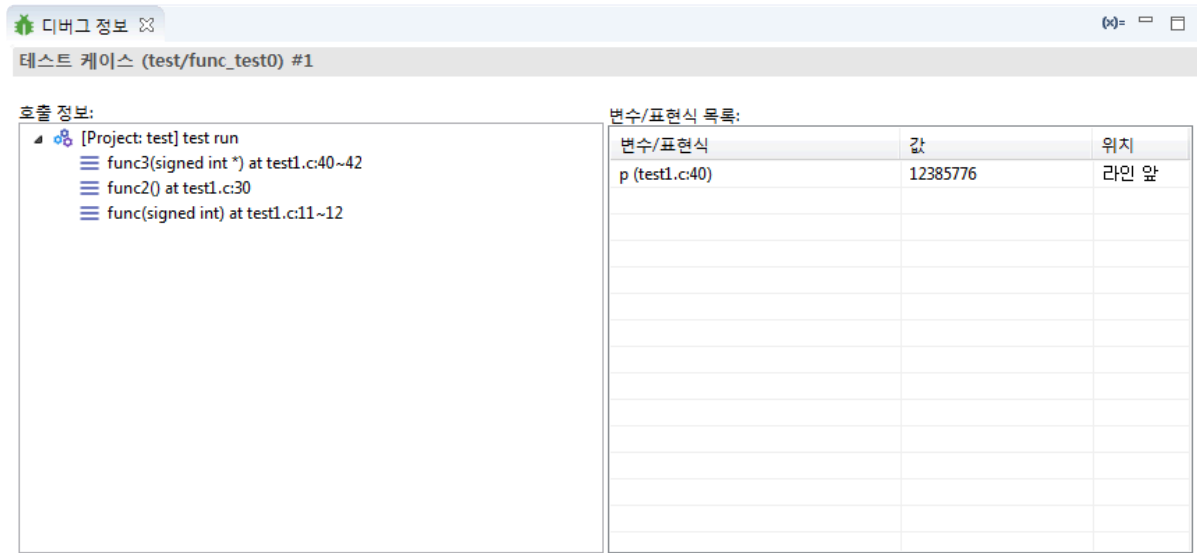 디버그 정보
(x)=
테스트 케이스 (test/func_test0) #1
호출 정보:
[Project: test] test run
func3(signed int *) at test1.c:40~42
func2() at test1.c:30
func(signed int) at test1.c:11~12
변수/표현식 목록:
변수/표현식 값 위치
p (test1.c:40) 12385776 라인 앞